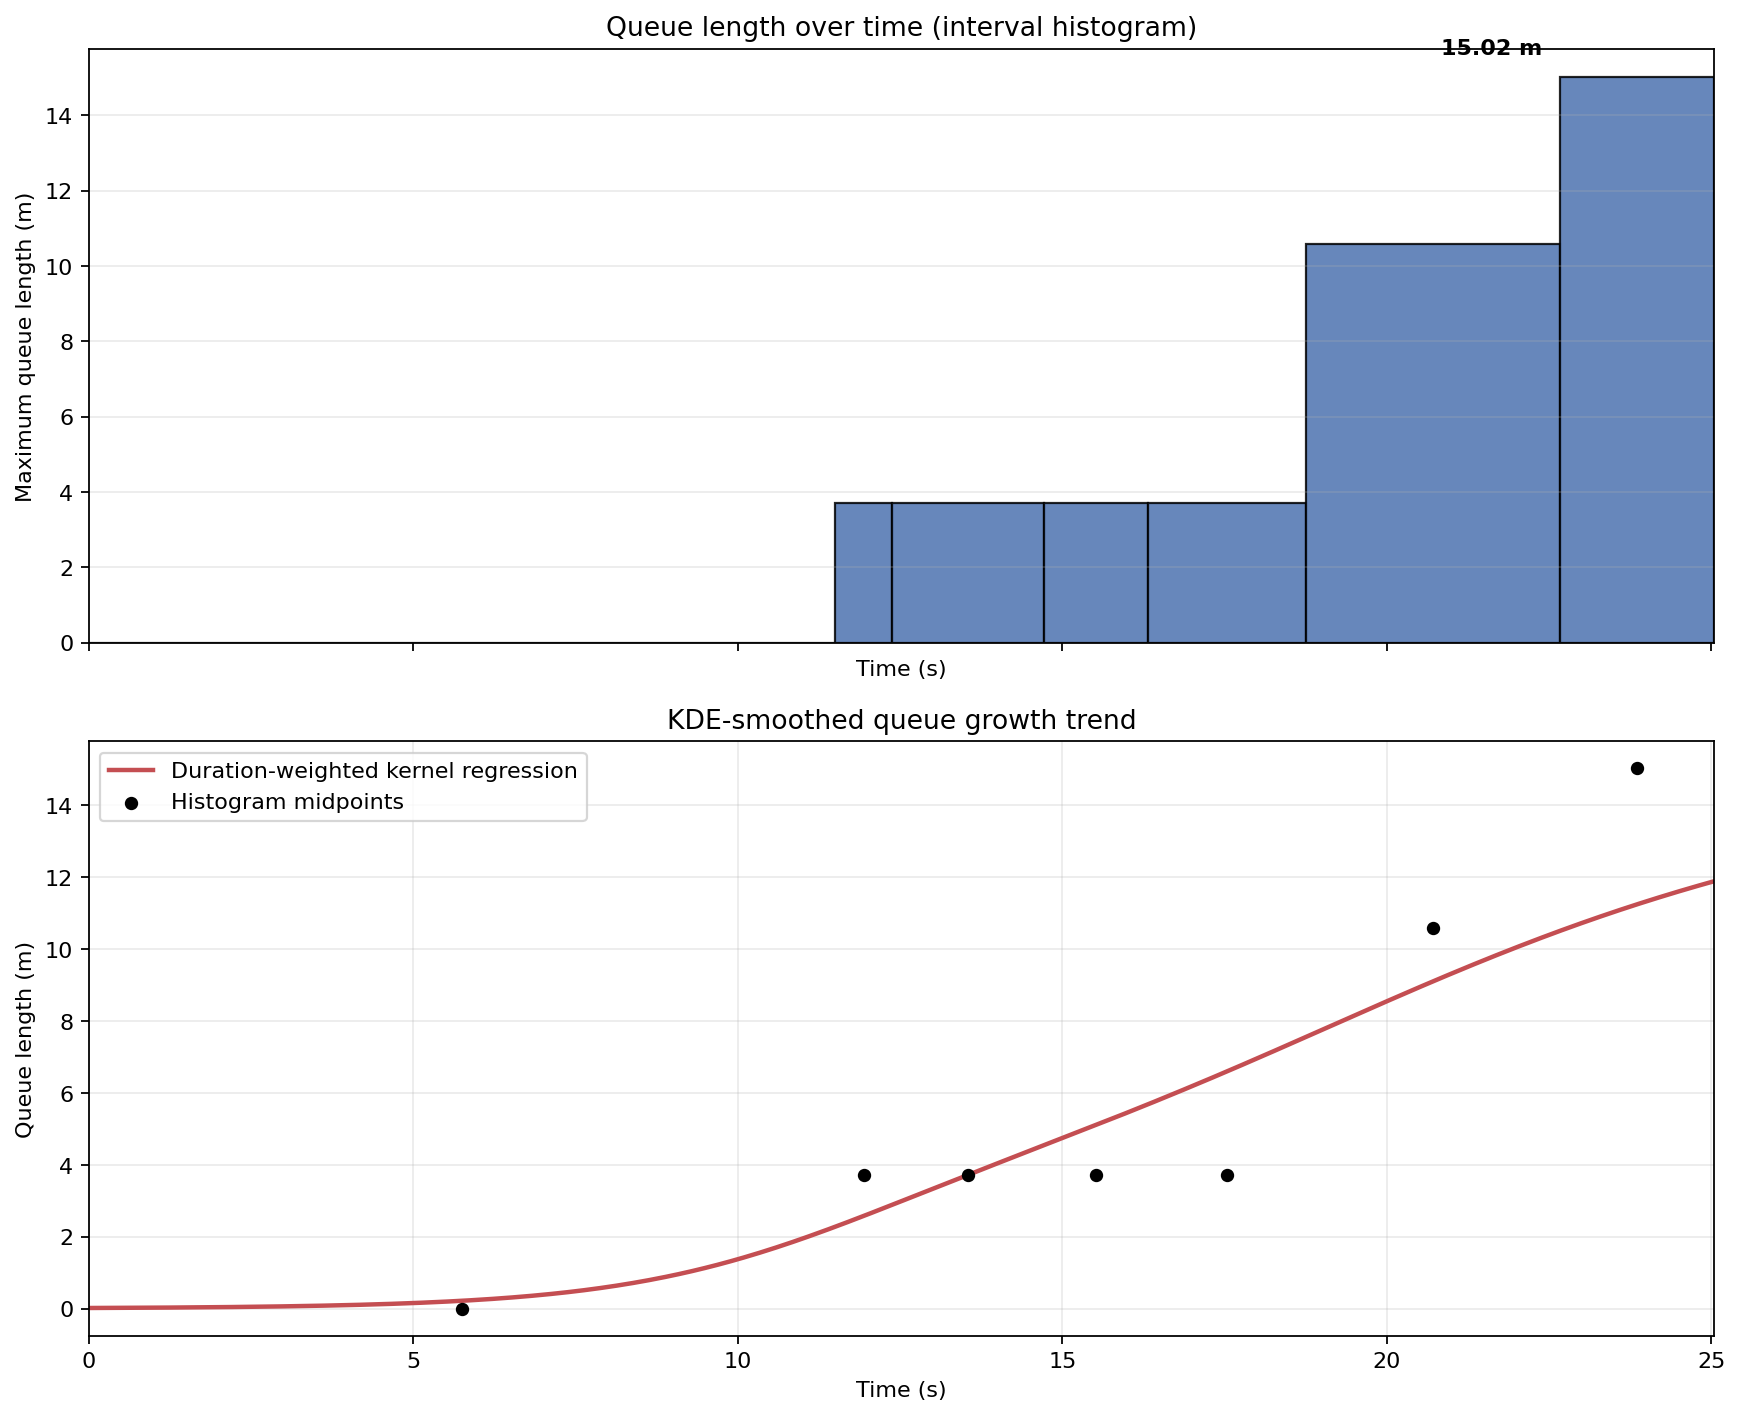 Queue length over time (interval histogram)
15.02 m
14
12
10
8
6
4
2
0
Maximum queue length (m)
Time (s)
KDE-smoothed queue growth trend
Duration-weighted kernel regression
Histogram midpoints
14
12
10
8
6
4
2
0
Queue length (m)
0 5 10 15 20 25
Time (s)